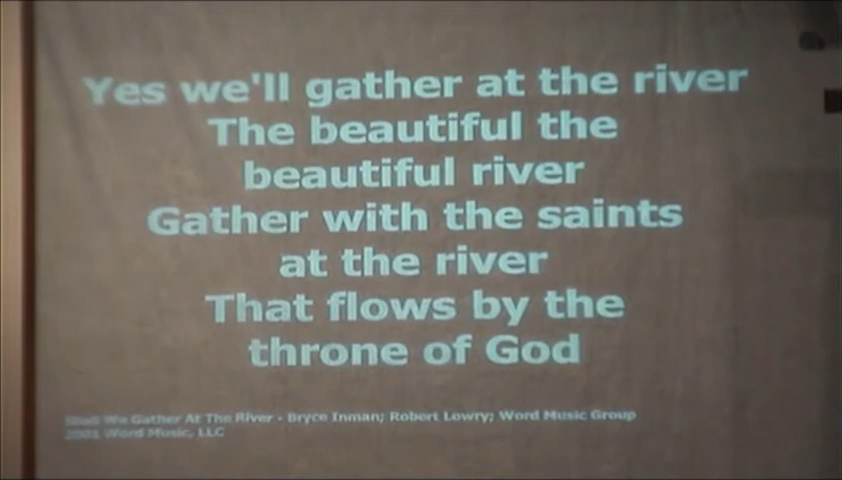 Yes we'll gather at the river
The beautiful the
beautiful river
Gather with the saints
at the river
That flows by the
throne of God
Shall We Gather At The River - Bryce Inman; Robert Lowry; Word Music Group
2001 Word Music, LLC